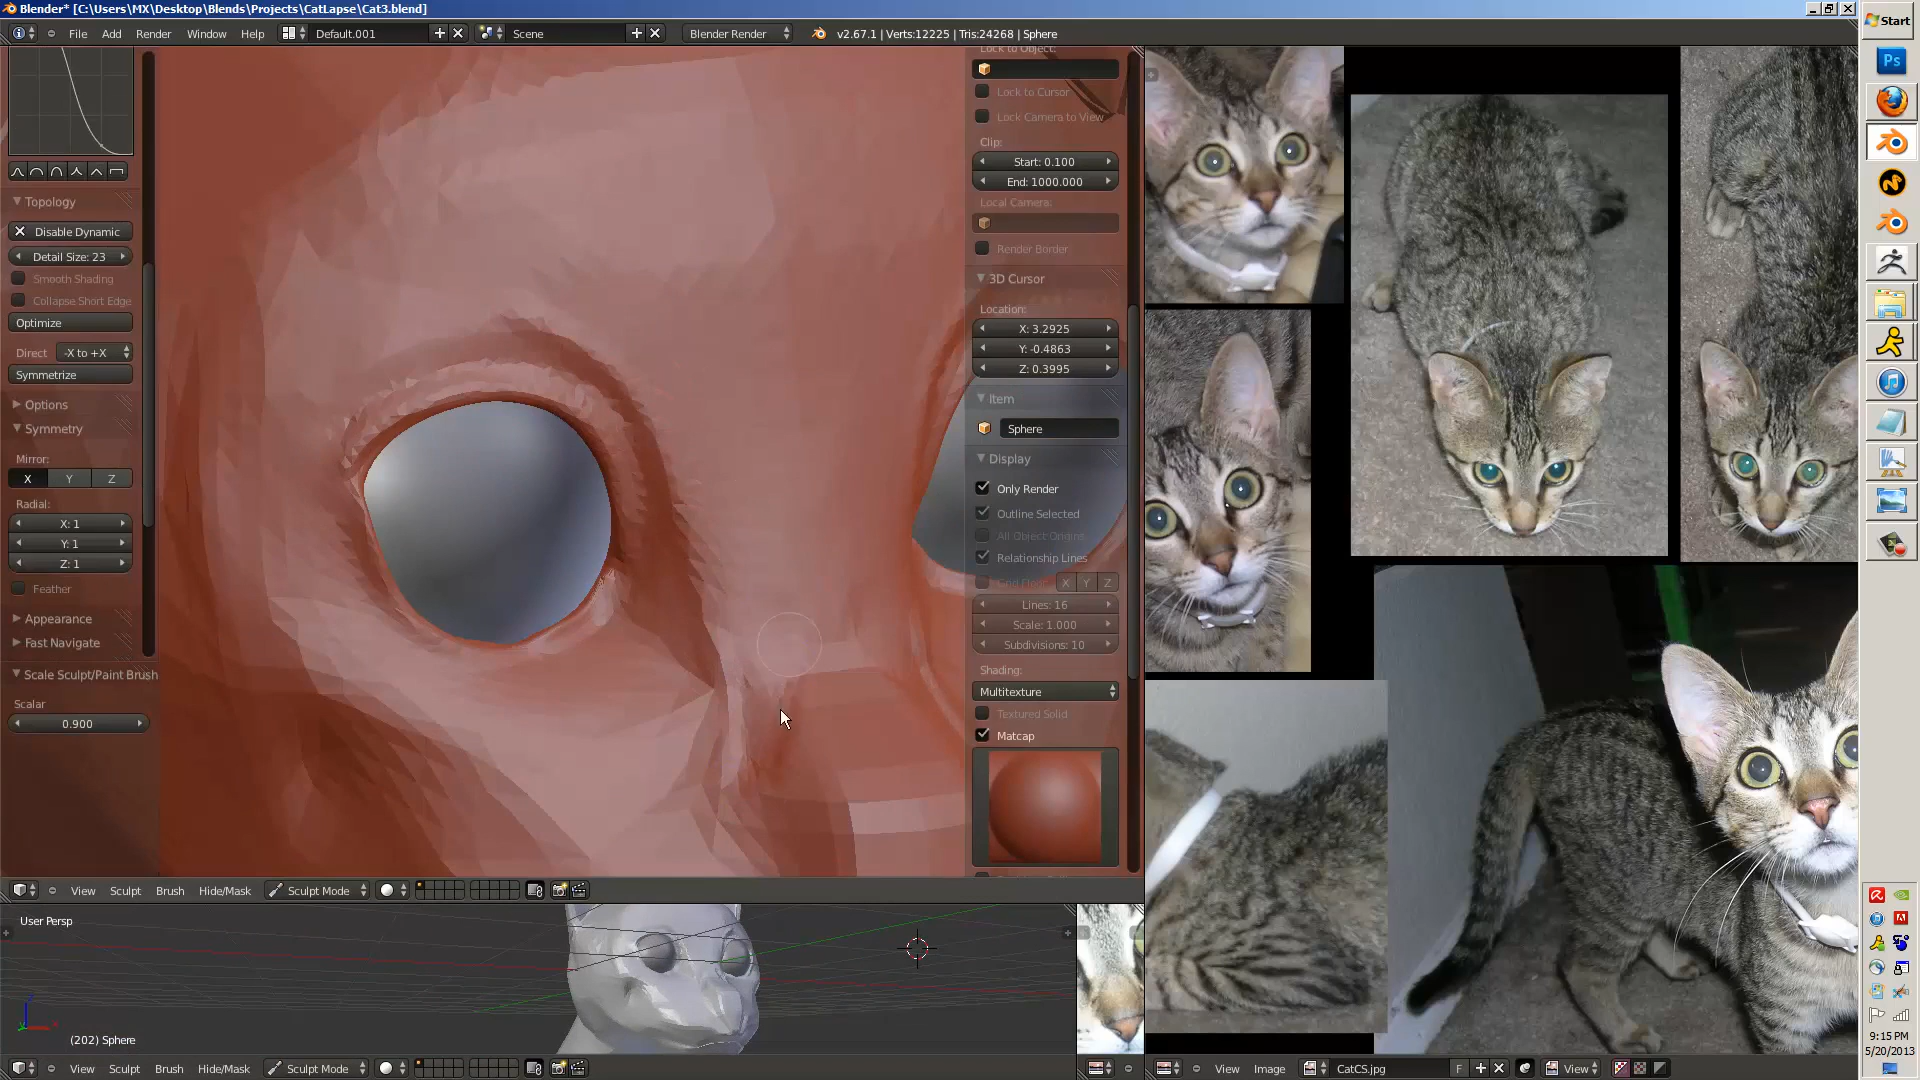 Blender* [C:\Users\MX\Desktop\Blends\Projects\CatLapse\Cat3.blend]
Start
File Add Render Window Help Default.001 Scene Blender Render v2.67.1 | Verts:12225 | Tris:24268 | Sphere
Ps
Topology
Disable Dynamic
Detail Size: 23
Smooth Shading
Collapse Short Edge
Optimize
Direct -X to +X
Symmetrize
Options
Symmetry
Mirror:
X Y Z
Radial:
X: 1
Y: 1
Z: 1
Feather
Appearance
Fast Navigate
Scale Sculpt/Paint Brush
Scalar
0.900
Lock to Object:
Lock to Cursor
Lock Camera to View
Clip:
Start: 0.100
End: 1000.000
Local Camera:
Render Border
3D Cursor
Location:
X: 3.2925
Y: -0.4863
Z: 0.3995
Item
Sphere
Display
Only Render
Outline Selected
All Object Origins
Relationship Lines
Grid Floor X Y Z
Lines: 16
Scale: 1.000
Subdivisions: 10
Shading:
Multitexture
Textured Solid
Matcap
View Sculpt Brush Hide/Mask Sculpt Mode
User Persp
(202) Sphere
View Sculpt Brush Hide/Mask Sculpt Mode
View Image CatCS.jpg F View
9:15 PM
5/20/2013